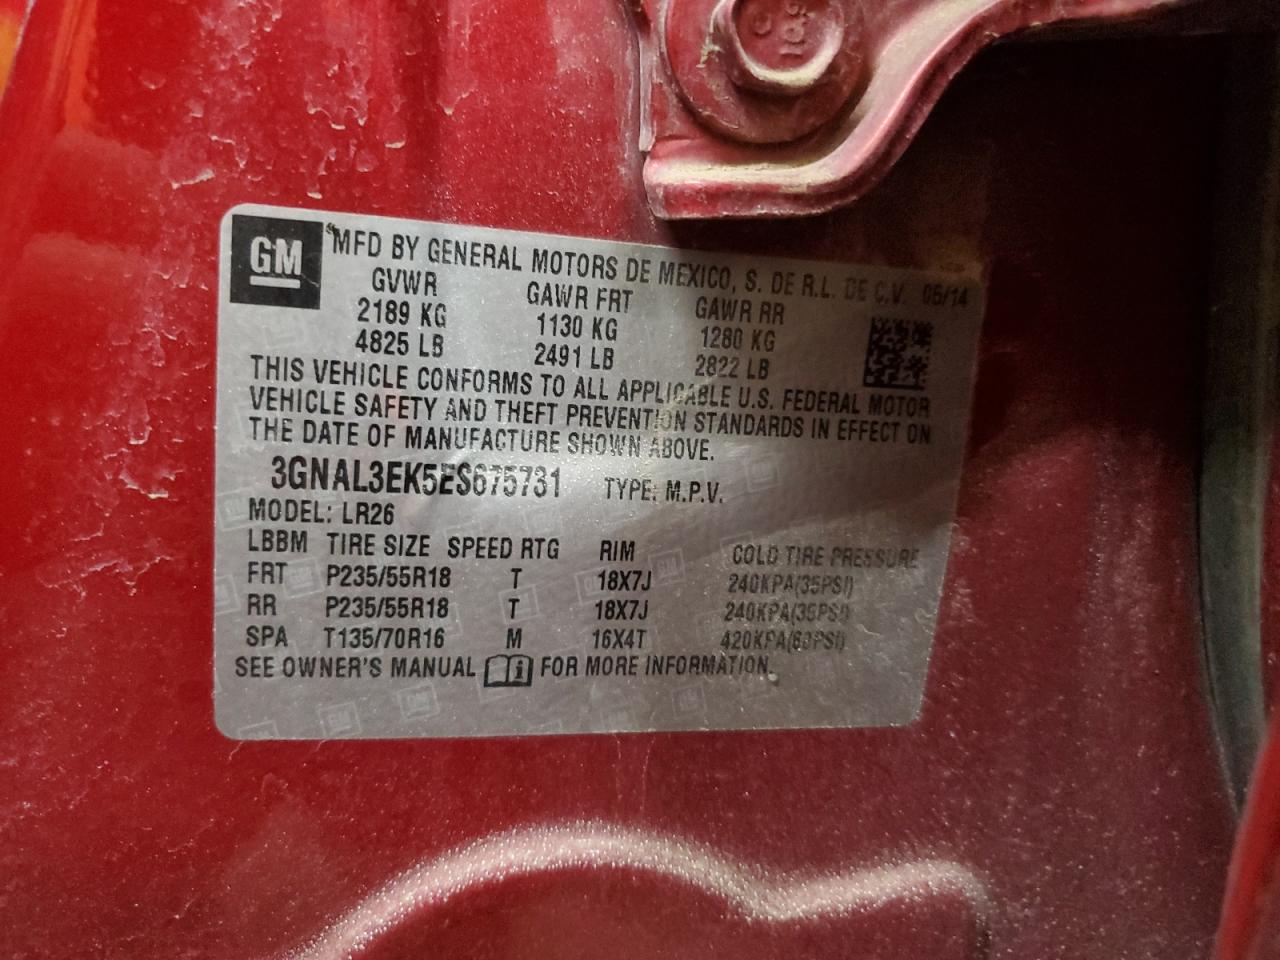 GM
MFD BY GENERAL MOTORS DE MEXICO, S. DE R.L. DE C.V. 05/14
GVWR GAWR FRT GAWR RR
2189 KG 1130 KG 1280 KG
4825 LB 2491 LB 2822 LB
THIS VEHICLE CONFORMS TO ALL APPLICABLE U.S. FEDERAL MOTOR
VEHICLE SAFETY AND THEFT PREVENTION STANDARDS IN EFFECT ON
THE DATE OF MANUFACTURE SHOWN ABOVE.
3GNAL3EK5ES675731 TYPE: M.P.V.
MODEL: LR26
LBBM TIRE SIZE SPEED RTG RIM COLD TIRE PRESSURE
FRT P235/55R18 T 18X7J 240KPA(35PSI)
RR P235/55R18 T 18X7J 240KPA(35PSI)
SPA T135/70R16 M 16X4T 420KPA(60PSI)
SEE OWNER'S MANUAL FOR MORE INFORMATION.